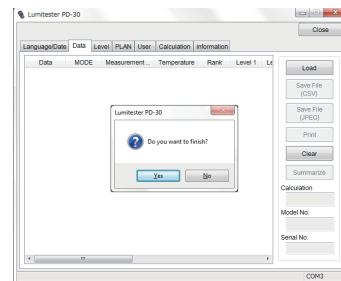 Lumitester PD-30
Close
Language/Date Data Level PLAN User Calculation Information
Data MODE Measurement... Temperature Rank Level 1 Le
Load
Save File
(CSV)
Save File
(JPEG)
Print
Clear
Summarize
Calculation
Model No.
Serial No.
Lumitester PD-30
Do you want to finish?
Yes No
COM3